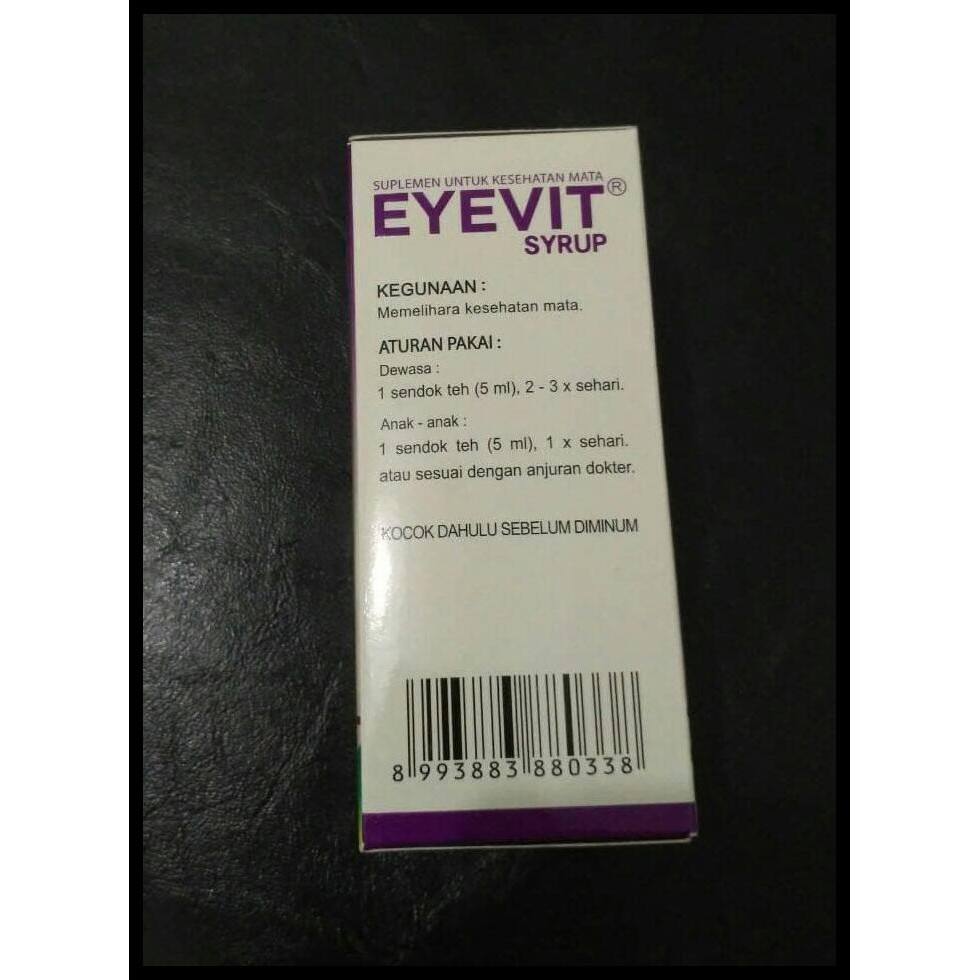 SUPLEMEN UNTUK KESEHATAN MATA
EYEVIT®
SYRUP
KEGUNAAN :
Memelihara kesehatan mata.
ATURAN PAKAI :
Dewasa :
1 sendok teh (5 ml), 2 - 3 x sehari.
Anak - anak :
1 sendok teh (5 ml), 1 x sehari.
atau sesuai dengan anjuran dokter.
KOCOK DAHULU SEBELUM DIMINUM
8 993883 880338